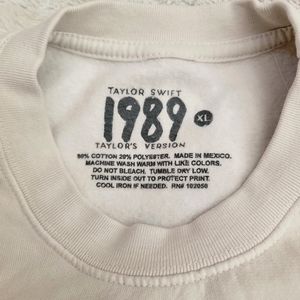 TAYLOR SWIFT
1989 XL
TAYLOR'S VERSION
80% COTTON 20% POLYESTER. MADE IN MEXICO.
MACHINE WASH WARM WITH LIKE COLORS.
DO NOT BLEACH. TUMBLE DRY LOW.
TURN INSIDE OUT TO PROTECT PRINT.
COOL IRON IF NEEDED. RN# 102050